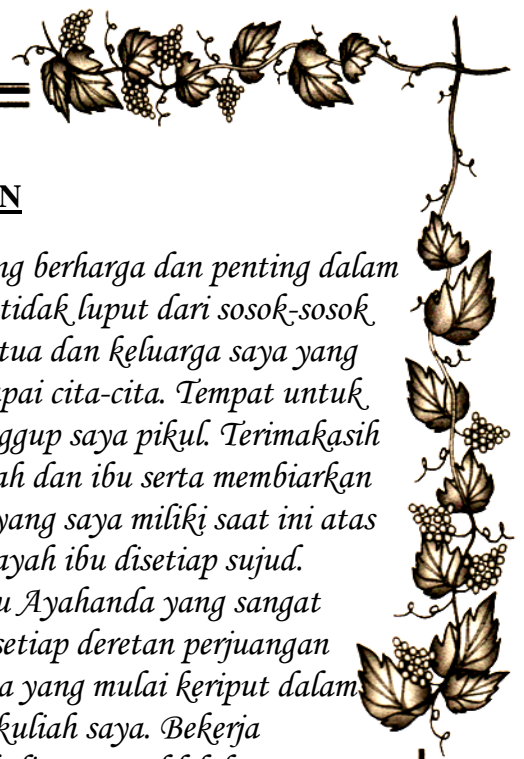 N
ng berharga dan penting dalam
tidak luput dari sosok-sosok
tua dan keluarga saya yang
pai cita-cita. Tempat untuk
ggup saya pikul. Terimakasih
ah dan ibu serta membiarkan
yang saya miliki saat ini atas
ayah ibu disetiap sujud.
u Ayahanda yang sangat
setiap deretan perjuangan
a yang mulai keriput dalam
kuliah saya. Bekerja